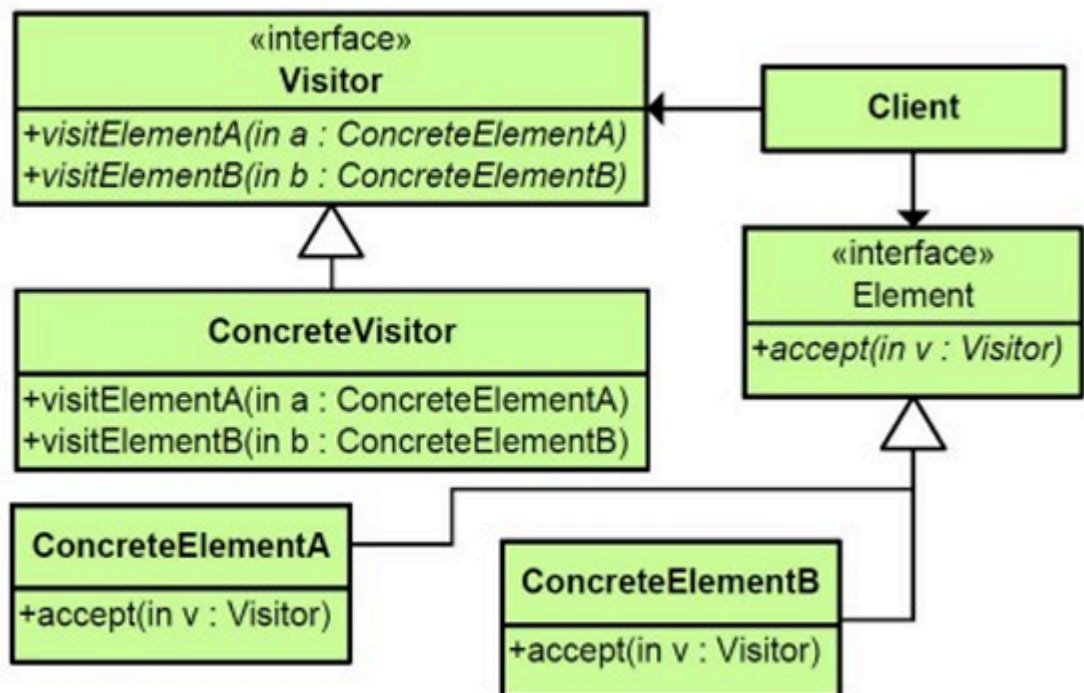 «interface»
Visitor
+visitElementA(in a : ConcreteElementA)
+visitElementB(in b : ConcreteElementB)
Client
«interface»
Element
+accept(in v : Visitor)
ConcreteVisitor
+visitElementA(in a : ConcreteElementA)
+visitElementB(in b : ConcreteElementB)
ConcreteElementA
+accept(in v : Visitor)
ConcreteElementB
+accept(in v : Visitor)